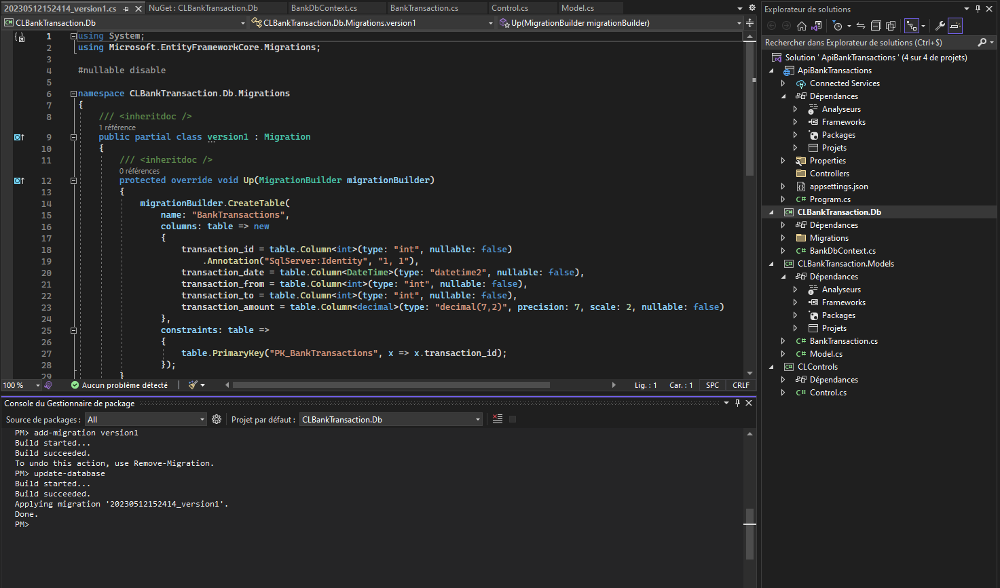 20230512152414_version1.cs
NuGet : CLBankTransaction.Db
BankDbContext.cs
BankTransaction.cs
Control.cs
Model.cs
CLBankTransaction.Db
CLBankTransaction.Db.Migrations.version1
Up(MigrationBuilder migrationBuilder)
1 using System;
2 using Microsoft.EntityFrameworkCore.Migrations;
3
4 #nullable disable
5
6 namespace CLBankTransaction.Db.Migrations
7 {
8 /// <inheritdoc />
1 référence
9 public partial class version1 : Migration
10 {
11 /// <inheritdoc />
0 références
12 protected override void Up(MigrationBuilder migrationBuilder)
13 {
14 migrationBuilder.CreateTable(
15 name: "BankTransactions",
16 columns: table => new
17 {
18 transaction_id = table.Column<int>(type: "int", nullable: false)
19 .Annotation("SqlServer:Identity", "1, 1"),
20 transaction_date = table.Column<DateTime>(type: "datetime2", nullable: false),
21 transaction_from = table.Column<int>(type: "int", nullable: false),
22 transaction_to = table.Column<int>(type: "int", nullable: false),
23 transaction_amount = table.Column<decimal>(type: "decimal(7,2)", precision: 7, scale: 2, nullable: false)
24 },
25 constraints: table =>
26 {
27 table.PrimaryKey("PK_BankTransactions", x => x.transaction_id);
28 });
29 }
100 %
Aucun problème détecté
Lig. : 1
Car. : 1
SPC
CRLF
Console du Gestionnaire de package
Source de packages : All
Projet par défaut : CLBankTransaction.Db
PM> add-migration version1
Build started...
Build succeeded.
To undo this action, use Remove-Migration.
PM> update-database
Build started...
Build succeeded.
Applying migration '20230512152414_version1'.
Done.
PM>
Explorateur de solutions
Rechercher dans Explorateur de solutions (Ctrl+$)
Solution ' ApiBankTransactions ' (4 sur 4 de projets)
ApiBankTransactions
Connected Services
Dépendances
Analyseurs
Frameworks
Packages
Projets
Properties
Controllers
appsettings.json
C# Program.cs
C# CLBankTransaction.Db
Dépendances
Migrations
C# BankDbContext.cs
C# CLBankTransaction.Models
Dépendances
Analyseurs
Frameworks
Packages
Projets
C# BankTransaction.cs
C# Model.cs
C# CLControls
Dépendances
C# Control.cs